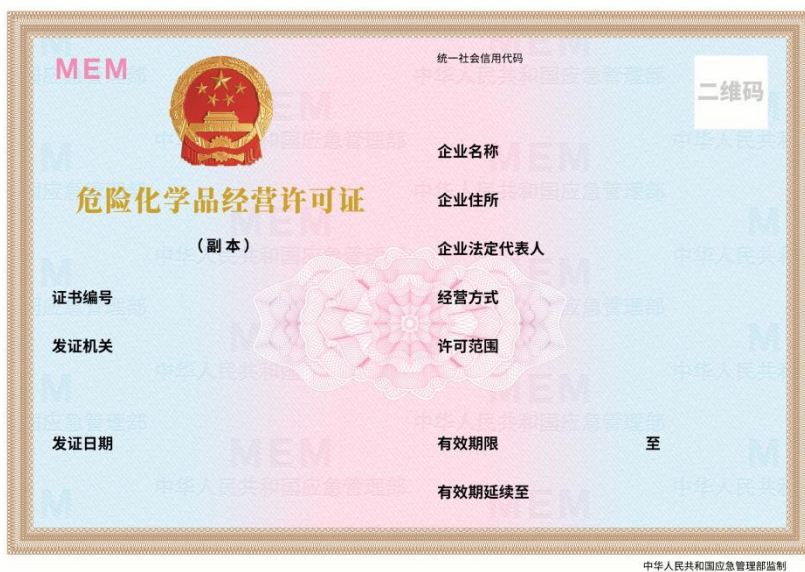 MEM
统一社会信用代码
二维码
企业名称
危险化学品经营许可证
企业住所
（副本）
企业法定代表人
证书编号
经营方式
发证机关
许可范围
发证日期
有效期限 至
有效期延续至
中华人民共和国应急管理部监制